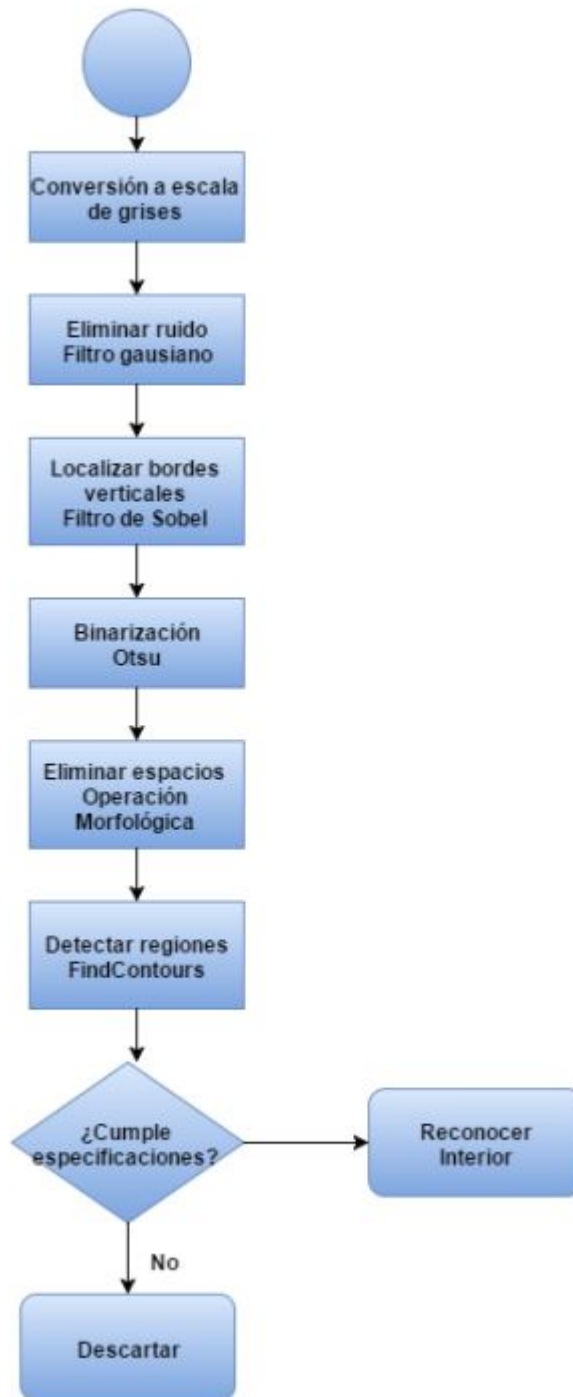 Conversión a escala
de grises
Eliminar ruido
Filtro gausiano
Localizar bordes
verticales
Filtro de Sobel
Binarización
Otsu
Eliminar espacios
Operación
Morfológica
Detectar regiones
FindContours
¿Cumple
especificaciones?
Reconocer
Interior
No
Descartar